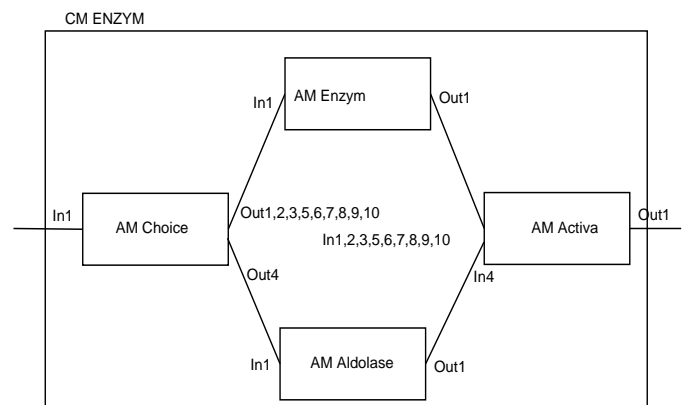 CM ENZYM
AM Enzym
In1
Out1
In1
AM Choice
Out1,2,3,5,6,7,8,9,10
In1,2,3,5,6,7,8,9,10
AM Activa
Out1
Out4
In4
In1
AM Aldolase
Out1